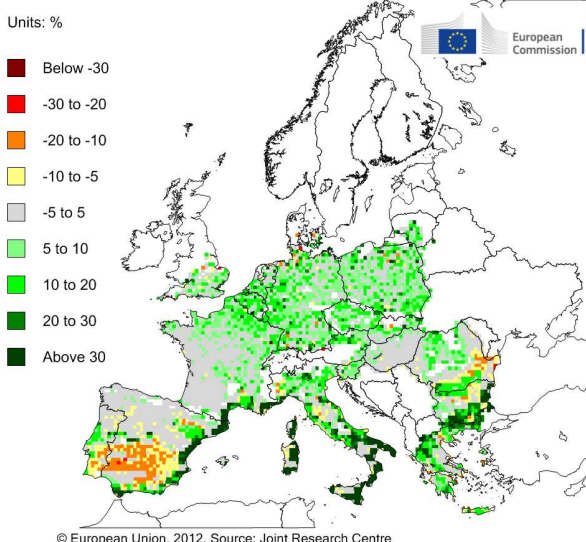 Units: %
European
Commission
Below -30
-30 to -20
-20 to -10
-10 to -5
-5 to 5
5 to 10
10 to 20
20 to 30
Above 30
© European Union, 2012. Source: Joint Research Centre